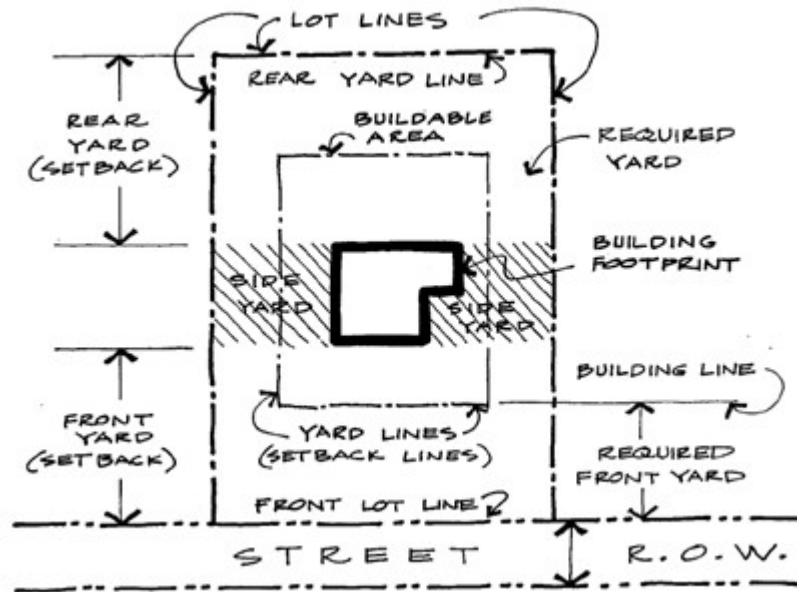 LOT LINES
REAR YARD LINE
BUILDABLE
AREA
REAR
YARD
(SETBACK)
REQUIRED
YARD
BUILDING
FOOTPRINT
SIDE
YARD
SIDE
YARD
BUILDING LINE
FRONT
YARD
(SETBACK)
YARD LINES
(SETBACK LINES)
REQUIRED
FRONT YARD
FRONT LOT LINE
STREET R.O.W.